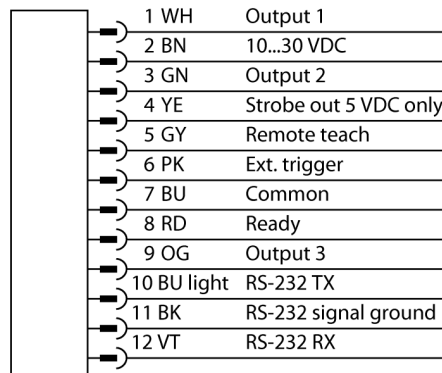 1 WH Output 1
2 BN 10...30 VDC
3 GN Output 2
4 YE Strobe out 5 VDC only
5 GY Remote teach
6 PK Ext. trigger
7 BU Common
8 RD Ready
9 OG Output 3
10 BU light RS-232 TX
11 BK RS-232 signal ground
12 VT RS-232 RX